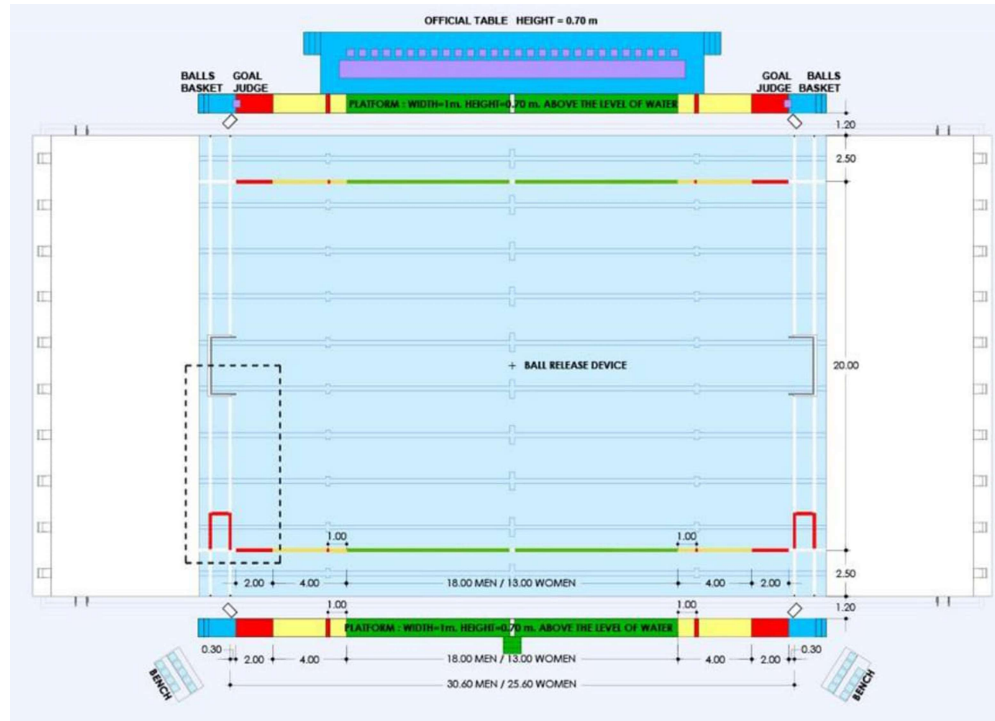 OFFICIAL TABLE HEIGHT = 0.70 m
BALLS BASKET
GOAL JUDGE
GOAL JUDGE
BALLS BASKET
PLATFORM : WIDTH=1m. HEIGHT=0.70 m. ABOVE THE LEVEL OF WATER
1.20
2.50
BALL RELEASE DEVICE
20.00
1.00
1.00
2.50
2.00
4.00
18.00 MEN / 13.00 WOMEN
4.00
2.00
1.00
1.00
1.20
PLATFORM : WIDTH=1m. HEIGHT=0.70 m. ABOVE THE LEVEL OF WATER
0.30
0.30
2.00
4.00
18.00 MEN / 13.00 WOMEN
4.00
2.00
BENCH
30.60 MEN / 25.60 WOMEN
BENCH